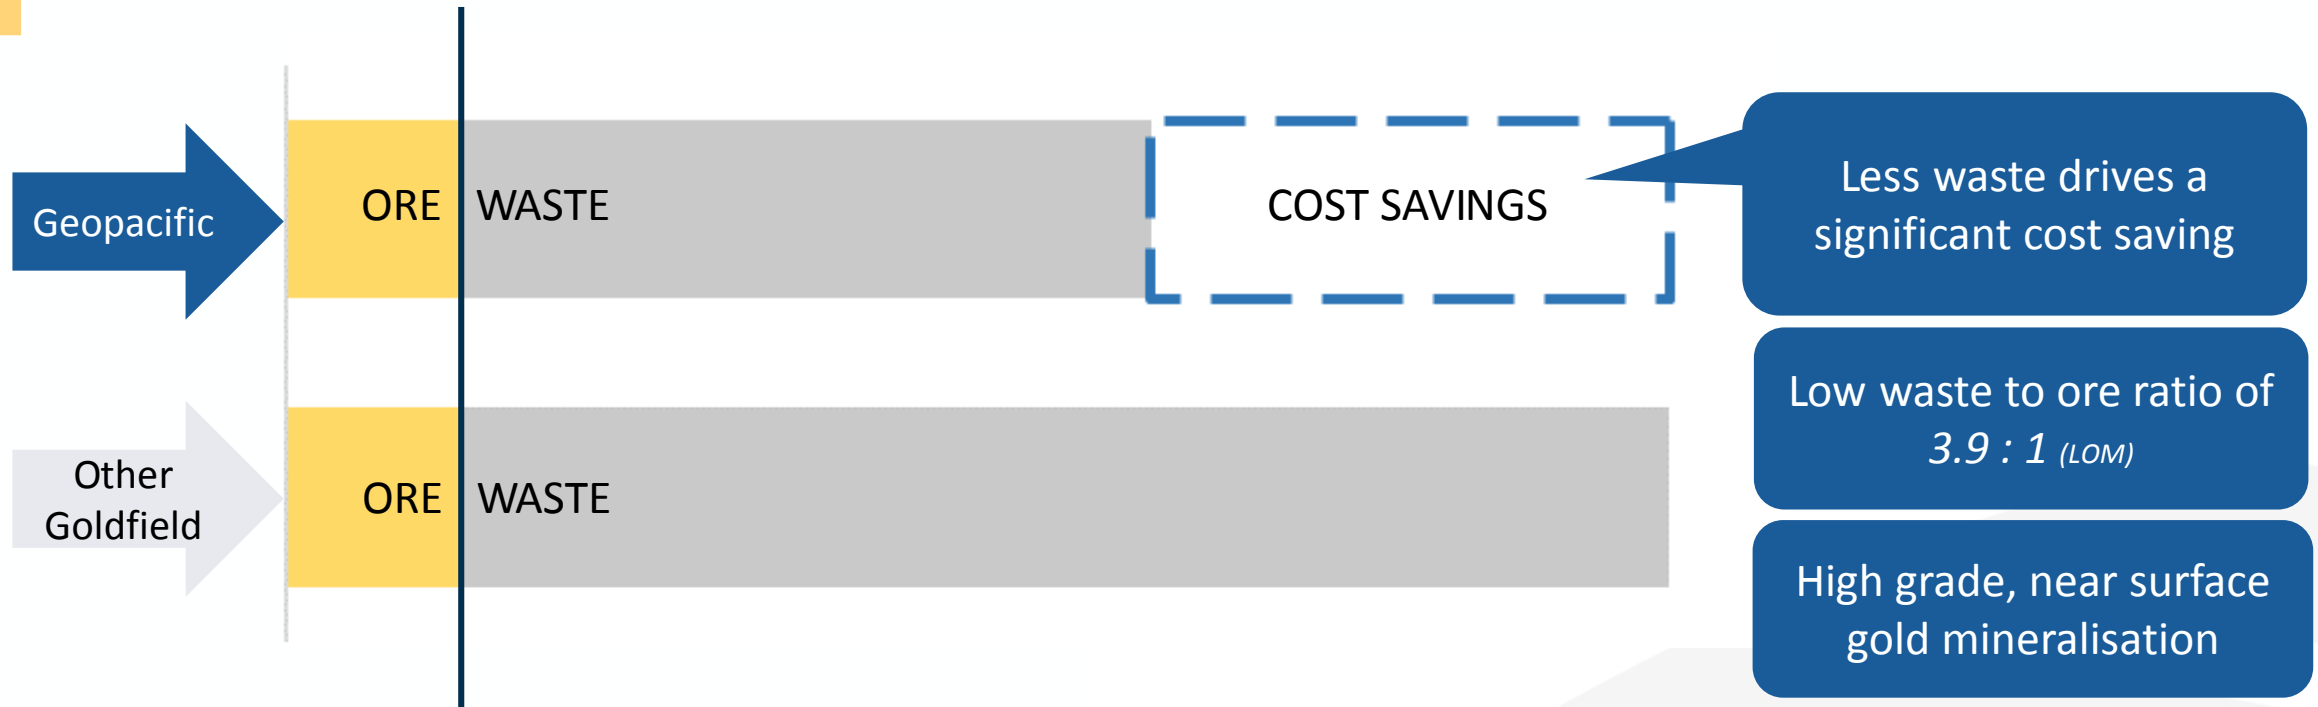 Geopacific
ORE
WASTE
COST SAVINGS
Less waste drives a
significant cost saving
Low waste to ore ratio of
3.9 : 1 (LOM)
Other
Goldfield
ORE
WASTE
High grade, near surface
gold mineralisation